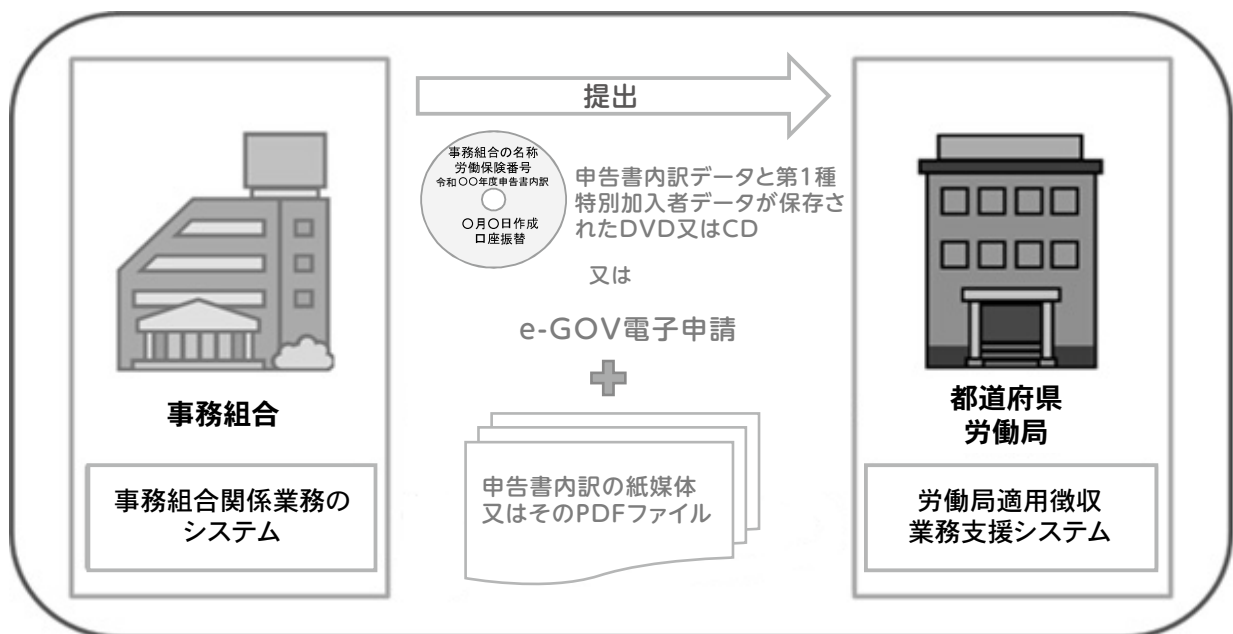 提出
事務組合の名称
労働保険番号
令和〇〇年度申告書内訳
〇月〇日作成
口座振替
申告書内訳データと第1種
特別加入者データが保存さ
れたDVD又はCD
又は
e-GOV電子申請
申告書内訳の紙媒体
又はそのPDFファイル
事務組合
事務組合関係業務の
システム
都道府県
労働局
労働局適用徴収
業務支援システム